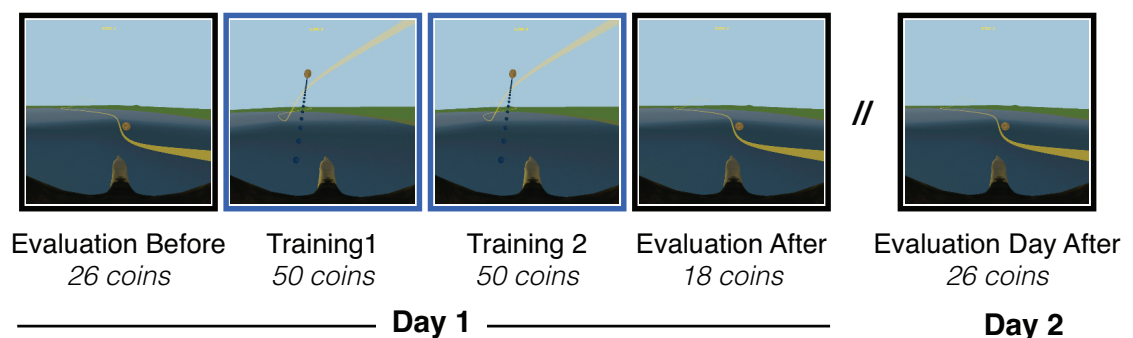 Evaluation Before
26 coins
Training1
50 coins
Training 2
50 coins
Evaluation After
18 coins
//
Evaluation Day After
26 coins
Day 1
Day 2